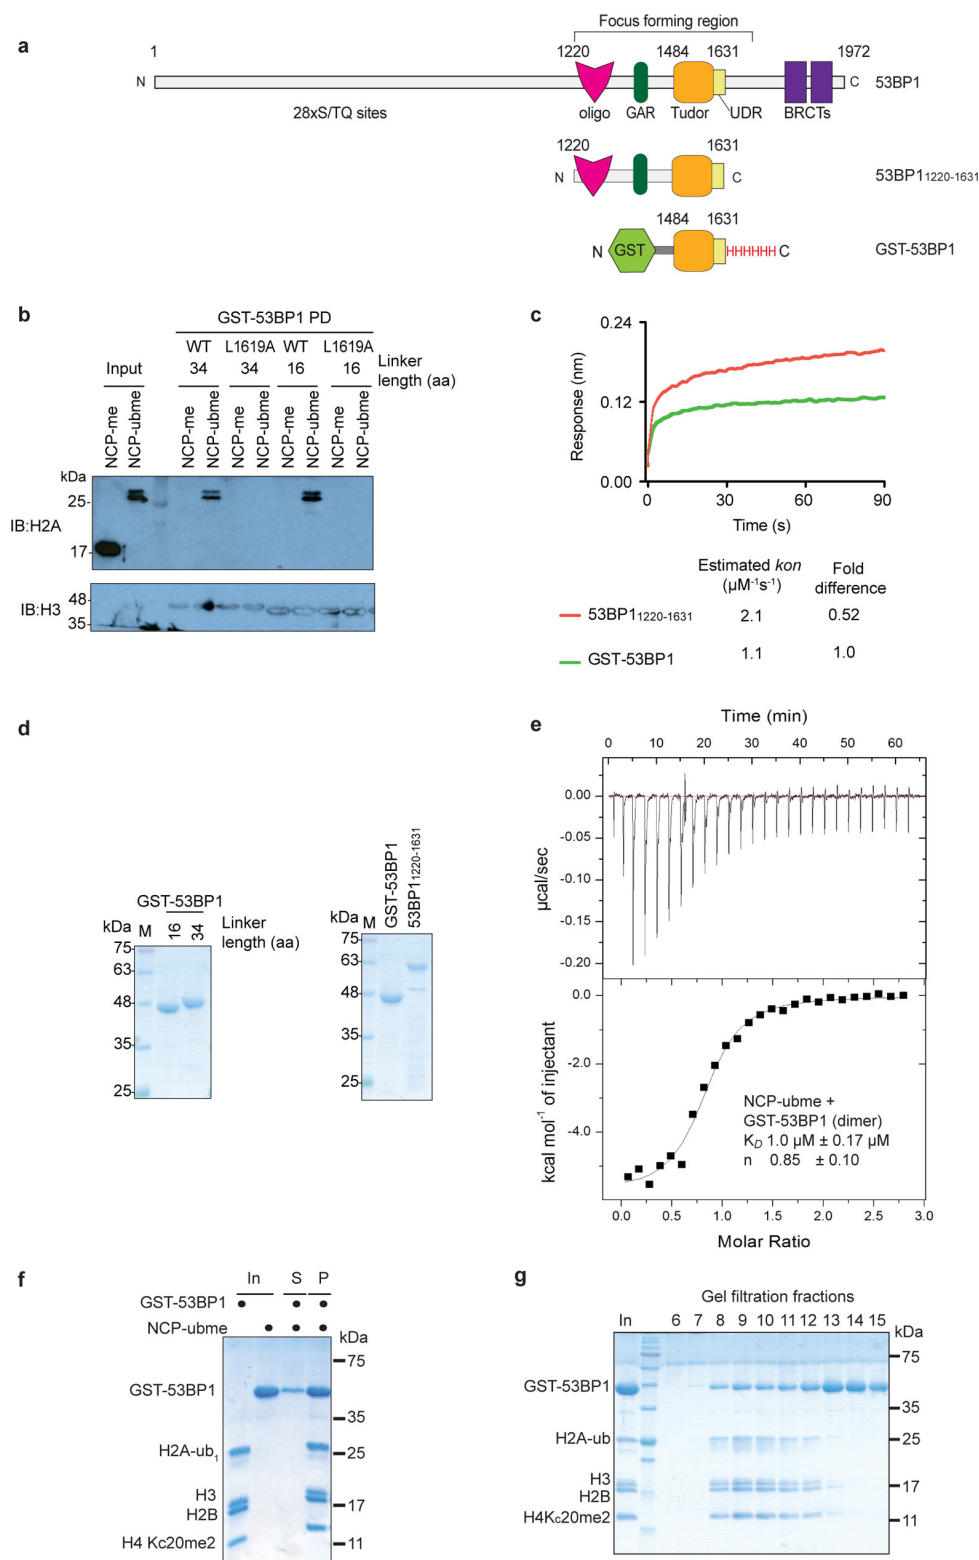 a
Focus forming region
1
1220
1484
1631
1972
N
C
53BP1
28xS/TQ sites
oligo
GAR
Tudor
UDR
BRCTs
1220
1631
N
C
53BP11220-1631
1484
1631
N
GST
HHHHHH
C
GST-53BP1
b
GST-53BP1 PD
WT
L1619A
WT
L1619A
Linker
length (aa)
Input
34
34
16
16
NCP-me
NCP-ubme
NCP-me
NCP-ubme
NCP-me
NCP-ubme
NCP-me
NCP-ubme
NCP-me
NCP-ubme
kDa
25-
IB:H2A
17-
48-
IB:H3
35-
c
0.24
0.12
0.00
Response (nm)
0
30
60
90
Time (s)
Estimated kon
(µM-1s-1)
Fold
difference
53BP11220-1631
2.1
0.52
GST-53BP1
1.1
1.0
d
GST-53BP1
Linker
length (aa)
kDa
M
16
34
75-
63-
48-
35-
25-
GST-53BP1
53BP11220-1631
kDa
M
75-
63-
48-
35-
25-
e
Time (min)
0
10
20
30
40
50
60
0.00
-0.05
-0.10
-0.15
-0.20
µcal/sec
0.0
-2.0
-4.0
kcal mol-1 of injectant
NCP-ubme +
GST-53BP1 (dimer)
KD 1.0 µM ± 0.17 µM
n 0.85 ± 0.10
0.0
0.5
1.0
1.5
2.0
2.5
3.0
Molar Ratio
f
In
S
P
GST-53BP1
NCP-ubme
kDa
75
GST-53BP1
48
35
H2A-ub1
25
H3
17
H2B
H4 Kc20me2
11
g
Gel filtration fractions
In
6
7
8
9
10
11
12
13
14
15
kDa
75
GST-53BP1
35
H2A-ub
25
H3
17
H2B
H4Kc20me2
11